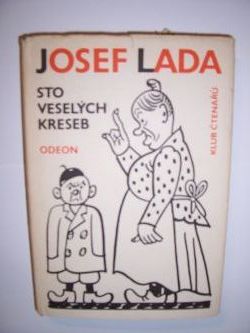 JOSEF LADA
STO
VESELÝCH
KRESEB
ODEON
KLUB ČTENÁŘŮ